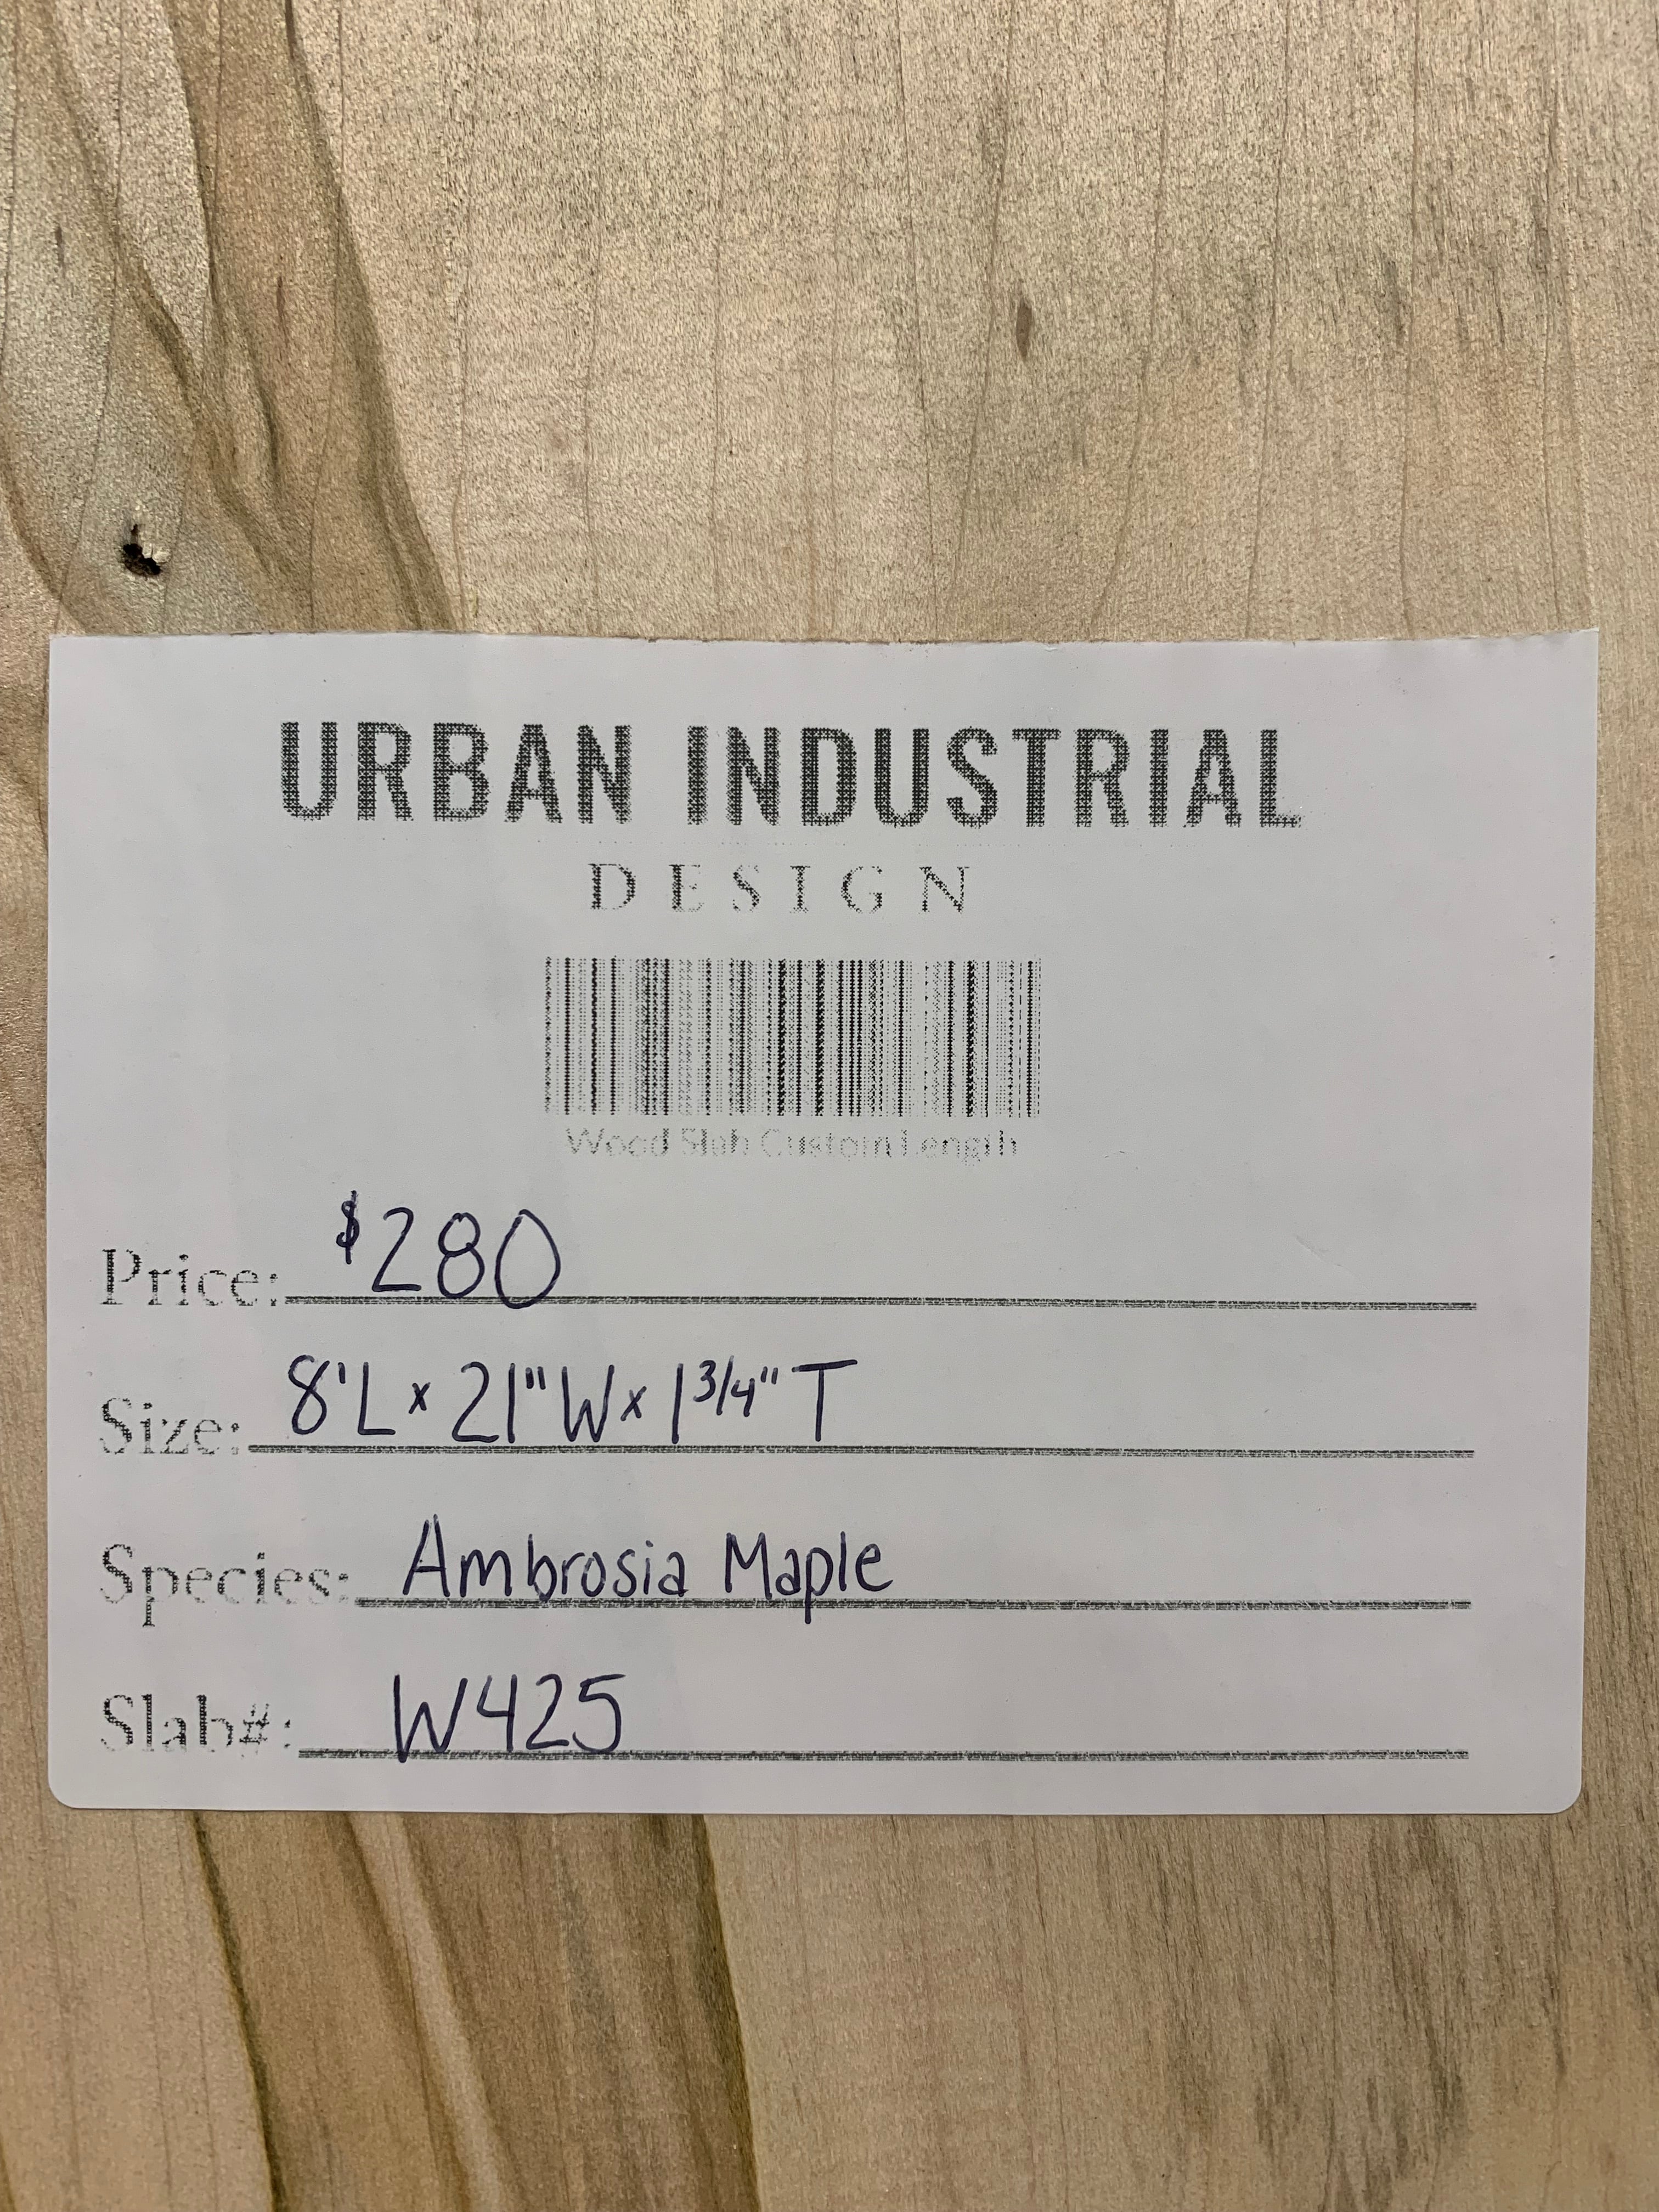 URBAN INDUSTRIAL
DESIGN
Wood Slab Custom Length
Price: $280
Size: 8'L x 21"W x 1 3/4" T
Species: Ambrosia Maple
Slab#: W425